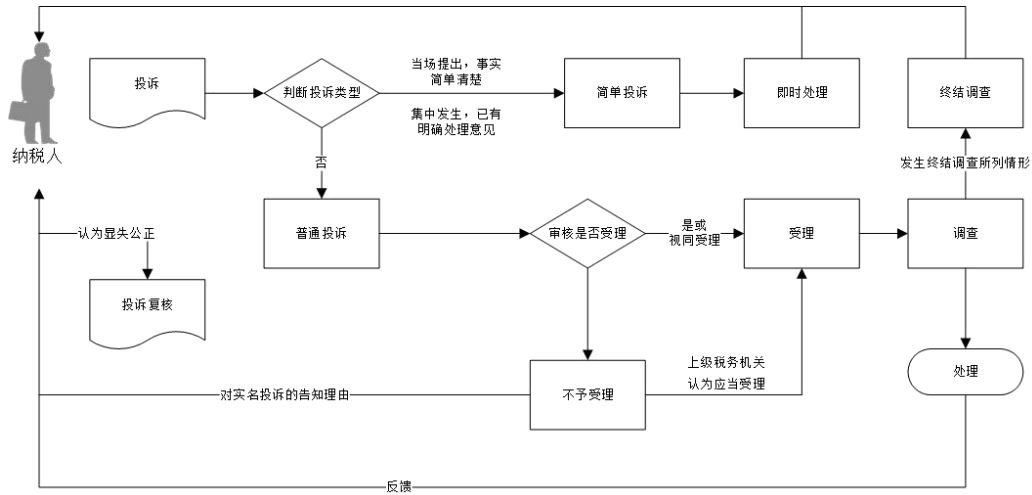 当场提出，事实
简单清楚
投诉
判断投诉类型
简单投诉
即时处理
终结调查
集中发生，已有
明确处理意见
纳税人
否
发生终结调查所列情形
普通投诉
审核是否受理
是或
视同受理
受理
调查
认为显失公正
投诉复核
上级税务机关
认为应当受理
处理
对实名投诉的告知理由
不予受理
反馈